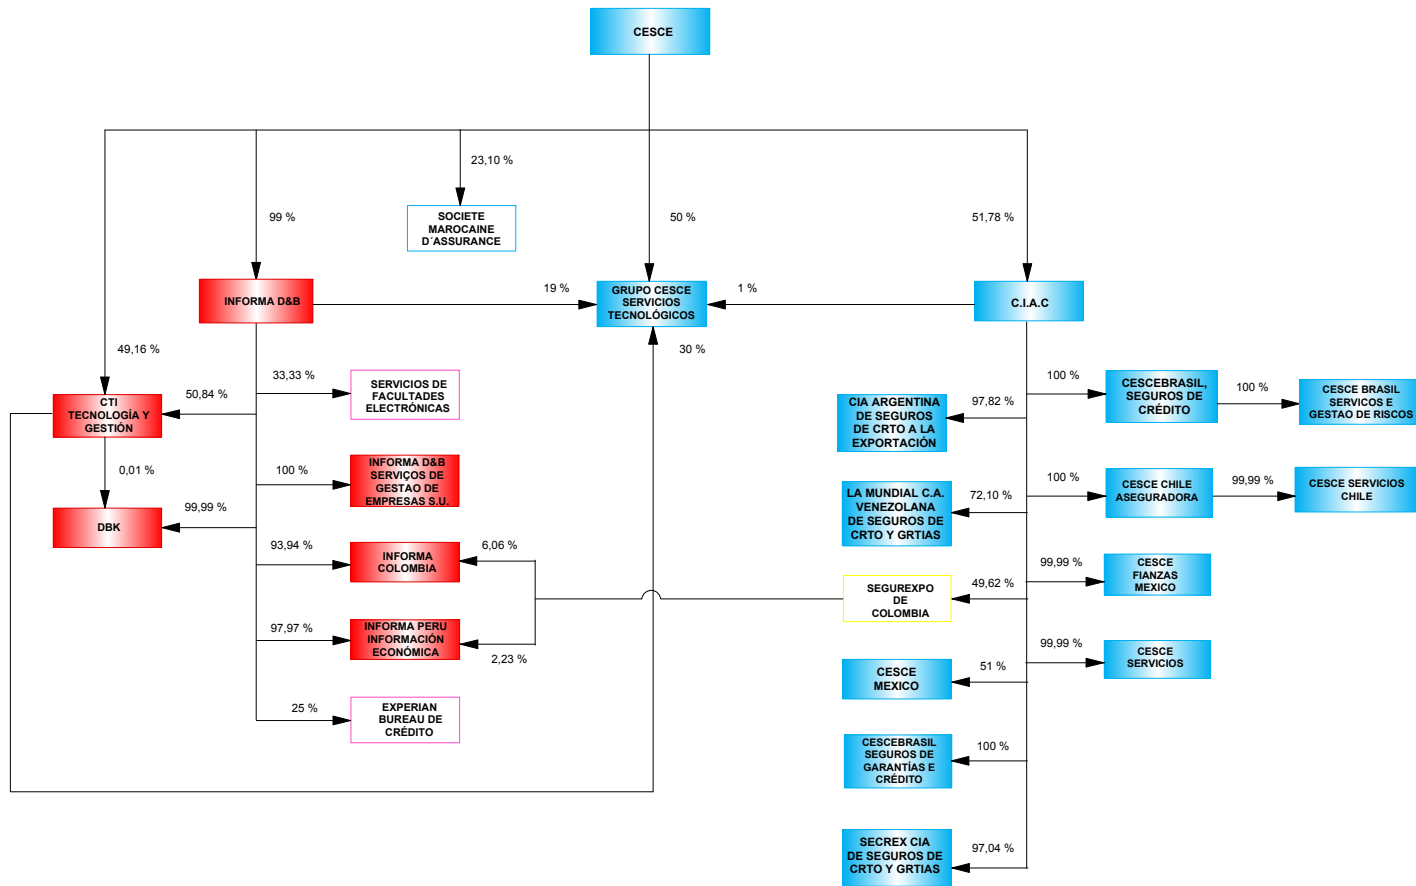 CESCE
23,10 %
99 %
50 %
51,78 %
SOCIETE
MAROCAINE
D´ASSURANCE
INFORMA D&B
19 %
GRUPO CESCE
SERVICIOS
TECNOLÓGICOS
1 %
C.I.A.C
49,16 %
30 %
CTI
TECNOLOGÍA Y
GESTIÓN
50,84 %
33,33 %
SERVICIOS DE
FACULTADES
ELECTRÓNICAS
CIA ARGENTINA
DE SEGUROS
DE CRTO A LA
EXPORTACIÓN
97,82 %
100 %
CESCEBRASIL,
SEGUROS DE
CRÉDITO
100 %
CESCE BRASIL
SERVICOS E
GESTAO DE RISCOS
0,01 %
100 %
INFORMA D&B
SERVIÇOS DE
GESTAO DE
EMPRESAS S.U.
LA MUNDIAL C.A.
VENEZOLANA
DE SEGUROS DE
CRTO Y GRTIAS
72,10 %
100 %
CESCE CHILE
ASEGURADORA
99,99 %
CESCE SERVICIOS
CHILE
DBK
99,99 %
93,94 %
INFORMA
COLOMBIA
6,06 %
SEGUREXPO
DE
COLOMBIA
49,62 %
99,99 %
CESCE
FIANZAS
MEXICO
97,97 %
INFORMA PERU
INFORMACIÓN
ECONÓMICA
2,23 %
CESCE
MEXICO
51 %
99,99 %
CESCE
SERVICIOS
25 %
EXPERIAN
BUREAU DE
CRÉDITO
CESCEBRASIL
SEGUROS DE
GARANTÍAS E
CRÉDITO
100 %
SECREX CIA
DE SEGUROS DE
CRTO Y GRTIAS
97,04 %